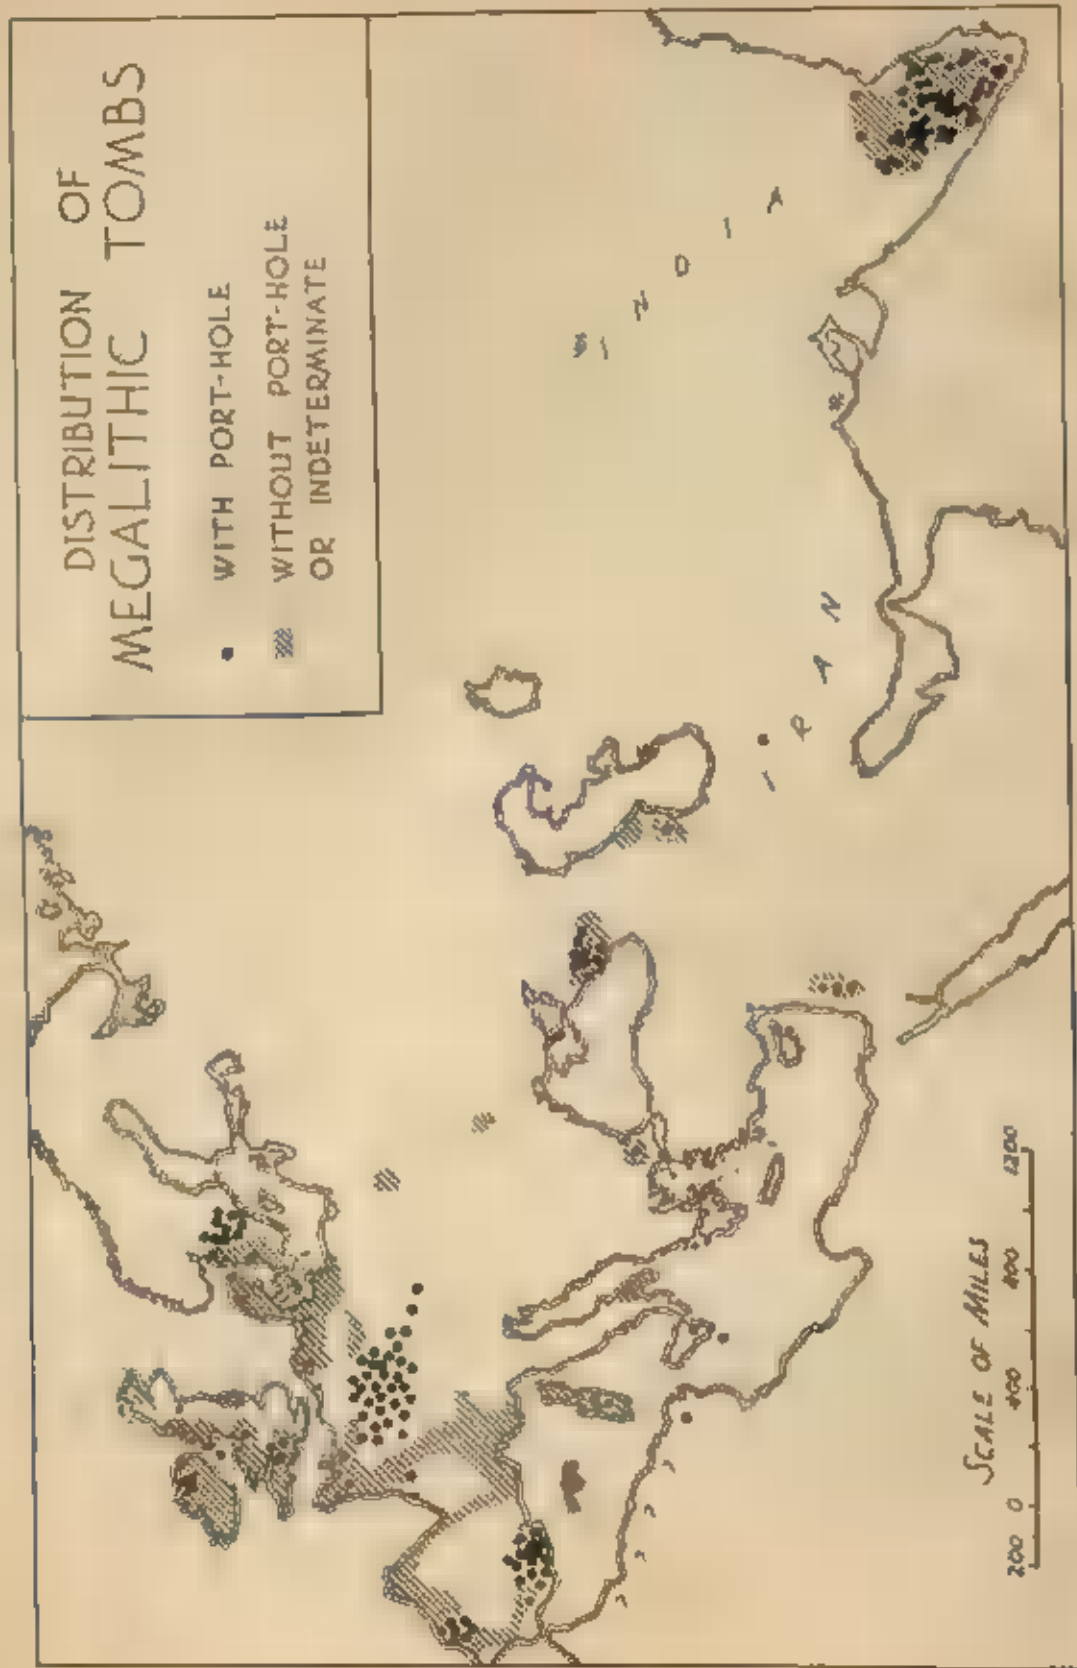 DISTRIBUTION OF
MEGALITHIC TOMBS
WITH PORT-HOLE
WITHOUT PORT-HOLE
OR INDETERMINATE
INDIA
IRAN
SCALE OF MILES
200 0 400 800 1200